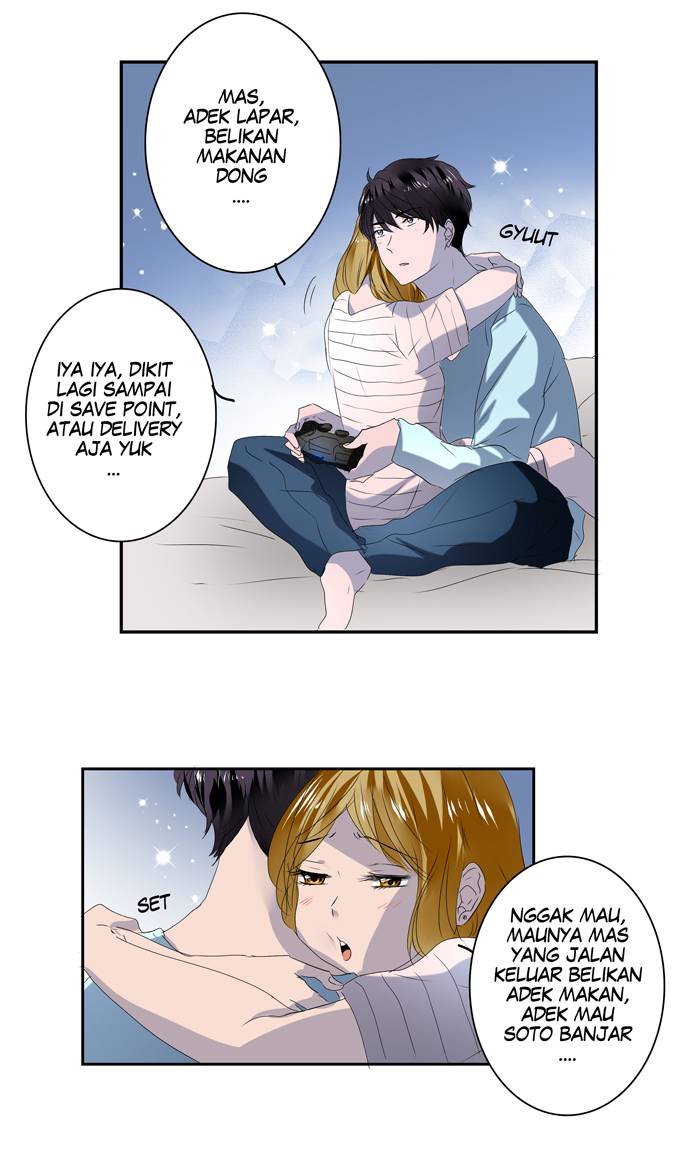 MAS,
ADEK LAPAR,
BELIKAN
MAKANAN
DONG
....
GYUUT
IYA IYA, DIKIT
LAGI SAMPAI
DI SAVE POINT,
ATAU DELIVERY
AJA YUK
...
SET
NGGAK MAU,
MAUNYA MAS
YANG JALAN
KELUAR BELIKAN
ADEK MAKAN,
ADEK MAU
SOTO BANJAR
....